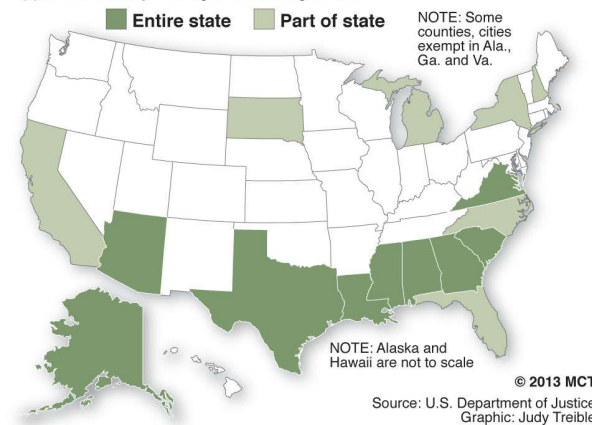 Entire state
Part of state
NOTE: Some
counties, cities
exempt in Ala.,
Ga. and Va.
NOTE: Alaska and
Hawaii are not to scale
© 2013 MCT
Source: U.S. Department of Justice
Graphic: Judy Treible